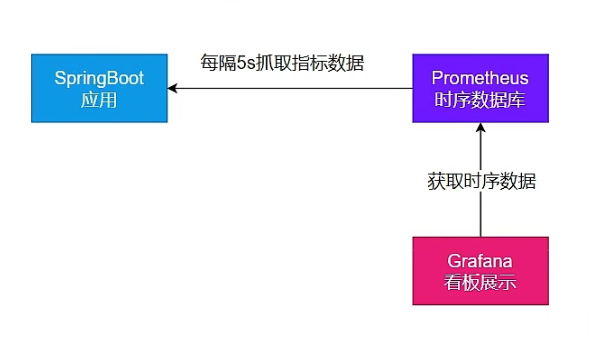 SpringBoot
应用
每隔5s抓取指标数据
Prometheus
时序数据库
获取时序数据
Grafana
看板展示